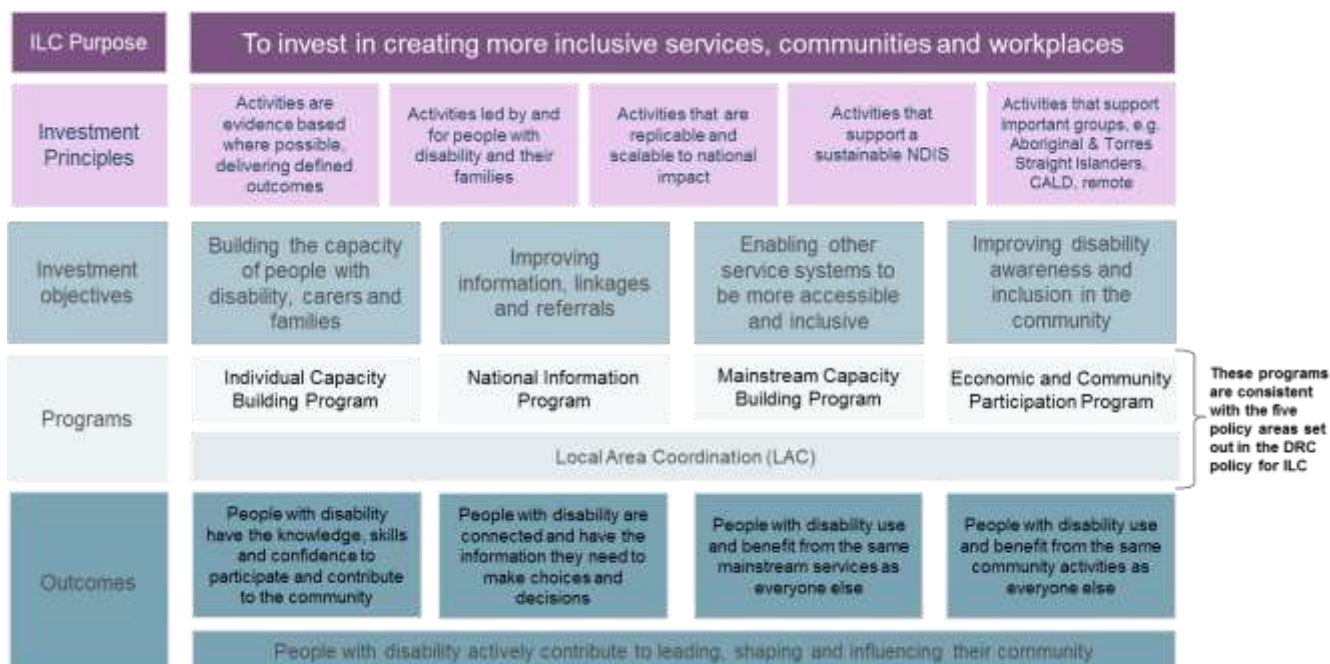 ILC Purpose
To invest in creating more inclusive services, communities and workplaces
Investment
Principles
Activities are
evidence based
where possible,
delivering defined
outcomes
Activities led by and
for people with
disability and their
families
Activities that are
replicable and
scalable to national
impact
Activities that
support a
sustainable NDIS
Activities that support
important groups, e.g.
Aboriginal & Torres
Straight Islanders,
CALD, remote
Investment
objectives
Building the capacity
of people with
disability, carers and
families
Improving
information, linkages
and referrals
Enabling other
service systems to
be more accessible
and inclusive
Improving disability
awareness and
inclusion in the
community
Programs
Individual Capacity
Building Program
National Information
Program
Mainstream Capacity
Building Program
Economic and Community
Participation Program
Local Area Coordination (LAC)
These programs
are consistent
with the five
policy areas set
out in the DRC
policy for ILC
Outcomes
People with disability
have the knowledge, skills
and confidence to
participate and contribute
to the community
People with disability are
connected and have the
information they need to
make choices and
decisions
People with disability use
and benefit from the same
mainstream services as
everyone else
People with disability use
and benefit from the same
community activities as
everyone else
People with disability actively contribute to leading, shaping and influencing their community